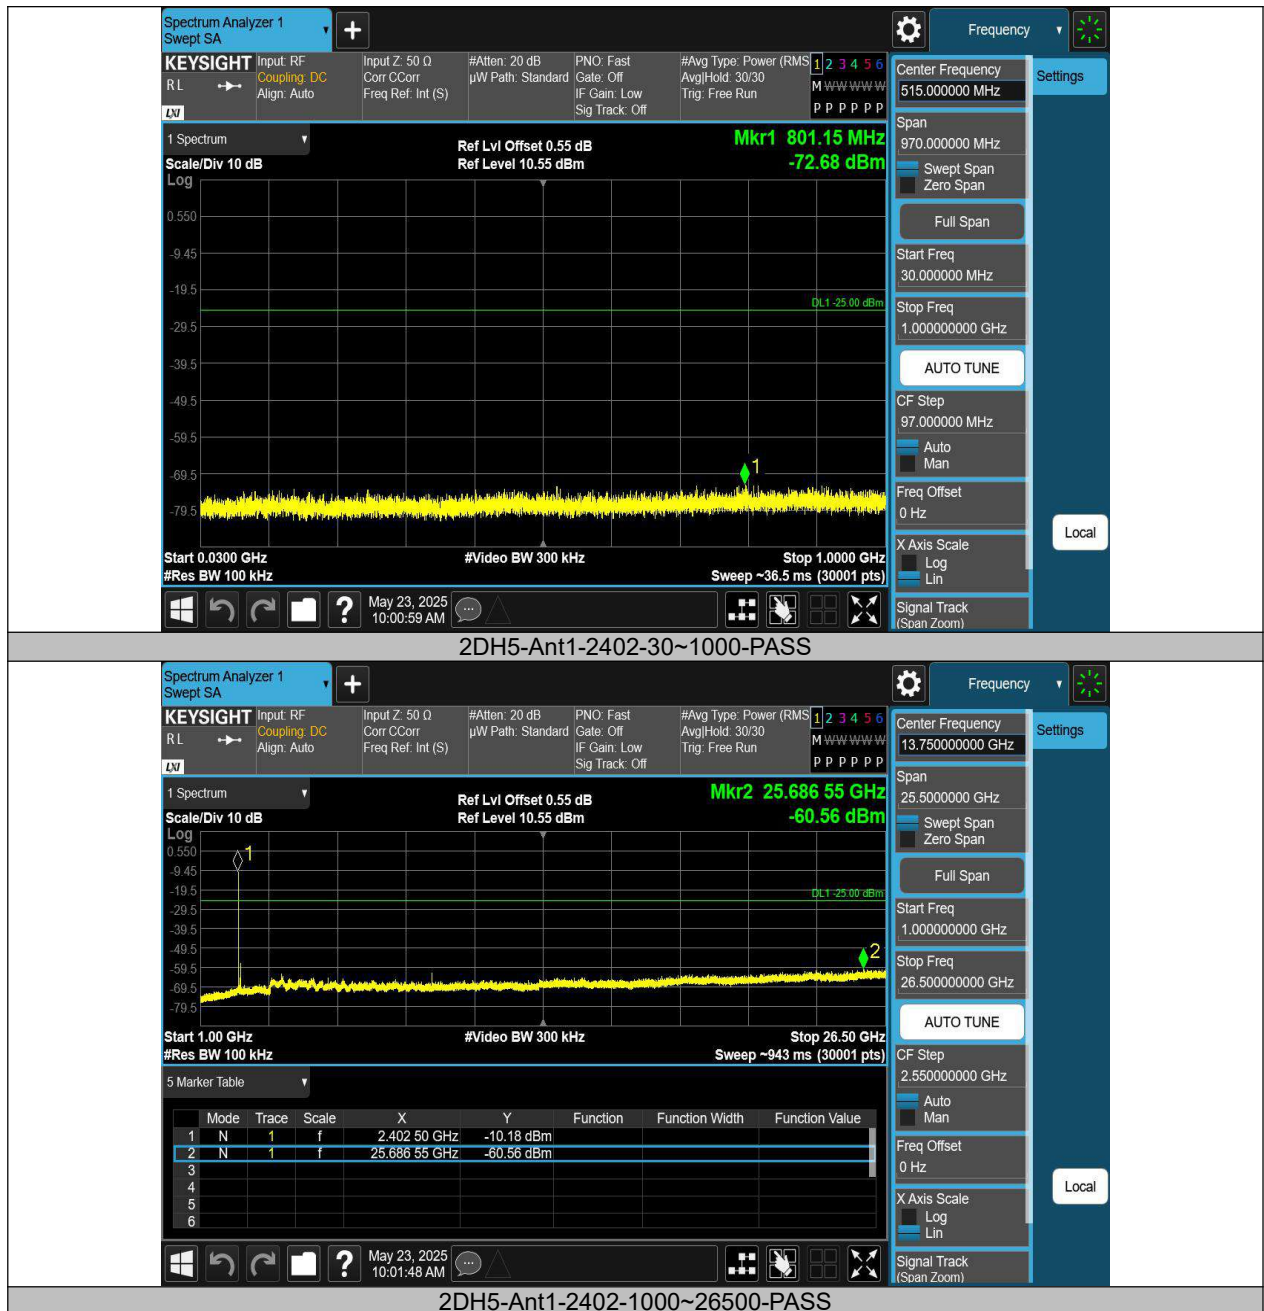 Spectrum Analyzer 1
Swept SA
Frequency
KEYSIGHT
R L
LXI
Input: RF
Coupling: DC
Align: Auto
Input Z: 50 Ω
Corr CCorr
Freq Ref: Int (S)
#Atten: 20 dB
µW Path: Standard
PNO: Fast
Gate: Off
IF Gain: Low
Sig Track: Off
#Avg Type: Power (RMS
Avg|Hold: 30/30
Trig: Free Run
1 2 3 4 5 6
M W W W W W
P P P P P P
Center Frequency
515.000000 MHz
Settings
Span
970.000000 MHz
Swept Span
Zero Span
Full Span
Start Freq
30.000000 MHz
Stop Freq
1.000000000 GHz
AUTO TUNE
CF Step
97.000000 MHz
Auto
Man
Freq Offset
0 Hz
X Axis Scale
Log
Lin
Signal Track
(Span Zoom)
Local
1 Spectrum
Scale/Div 10 dB
Log
Ref Lvl Offset 0.55 dB
Ref Level 10.55 dBm
Mkr1 801.15 MHz
-72.68 dBm
0.550
-9.45
-19.5
DL1 -25.00 dBm
-29.5
-39.5
-49.5
-59.5
-69.5
1
-79.5
Start 0.0300 GHz
#Video BW 300 kHz
Stop 1.0000 GHz
#Res BW 100 kHz
Sweep ~36.5 ms (30001 pts)
May 23, 2025
10:00:59 AM
2DH5-Ant1-2402-30~1000-PASS
Spectrum Analyzer 1
Swept SA
Frequency
KEYSIGHT
R L
LXI
Input: RF
Coupling: DC
Align: Auto
Input Z: 50 Ω
Corr CCorr
Freq Ref: Int (S)
#Atten: 20 dB
µW Path: Standard
PNO: Fast
Gate: Off
IF Gain: Low
Sig Track: Off
#Avg Type: Power (RMS
Avg|Hold: 30/30
Trig: Free Run
1 2 3 4 5 6
M W W W W W
P P P P P P
Center Frequency
13.750000000 GHz
Settings
Span
25.5000000 GHz
Swept Span
Zero Span
Full Span
Start Freq
1.000000000 GHz
Stop Freq
26.500000000 GHz
AUTO TUNE
CF Step
2.550000000 GHz
Auto
Man
Freq Offset
0 Hz
X Axis Scale
Log
Lin
Signal Track
(Span Zoom)
Local
1 Spectrum
Scale/Div 10 dB
Log
Ref Lvl Offset 0.55 dB
Ref Level 10.55 dBm
Mkr2 25.686 55 GHz
-60.56 dBm
0.550
1
-9.45
-19.5
DL1 -25.00 dBm
-29.5
-39.5
-49.5
2
-59.5
-69.5
-79.5
Start 1.00 GHz
#Video BW 300 kHz
Stop 26.50 GHz
#Res BW 100 kHz
Sweep ~943 ms (30001 pts)
5 Marker Table
Mode Trace Scale X Y Function Function Width Function Value
1 N 1 f 2.402 50 GHz -10.18 dBm
2 N 1 f 25.686 55 GHz -60.56 dBm
3
4
5
6
May 23, 2025
10:01:48 AM
2DH5-Ant1-2402-1000~26500-PASS